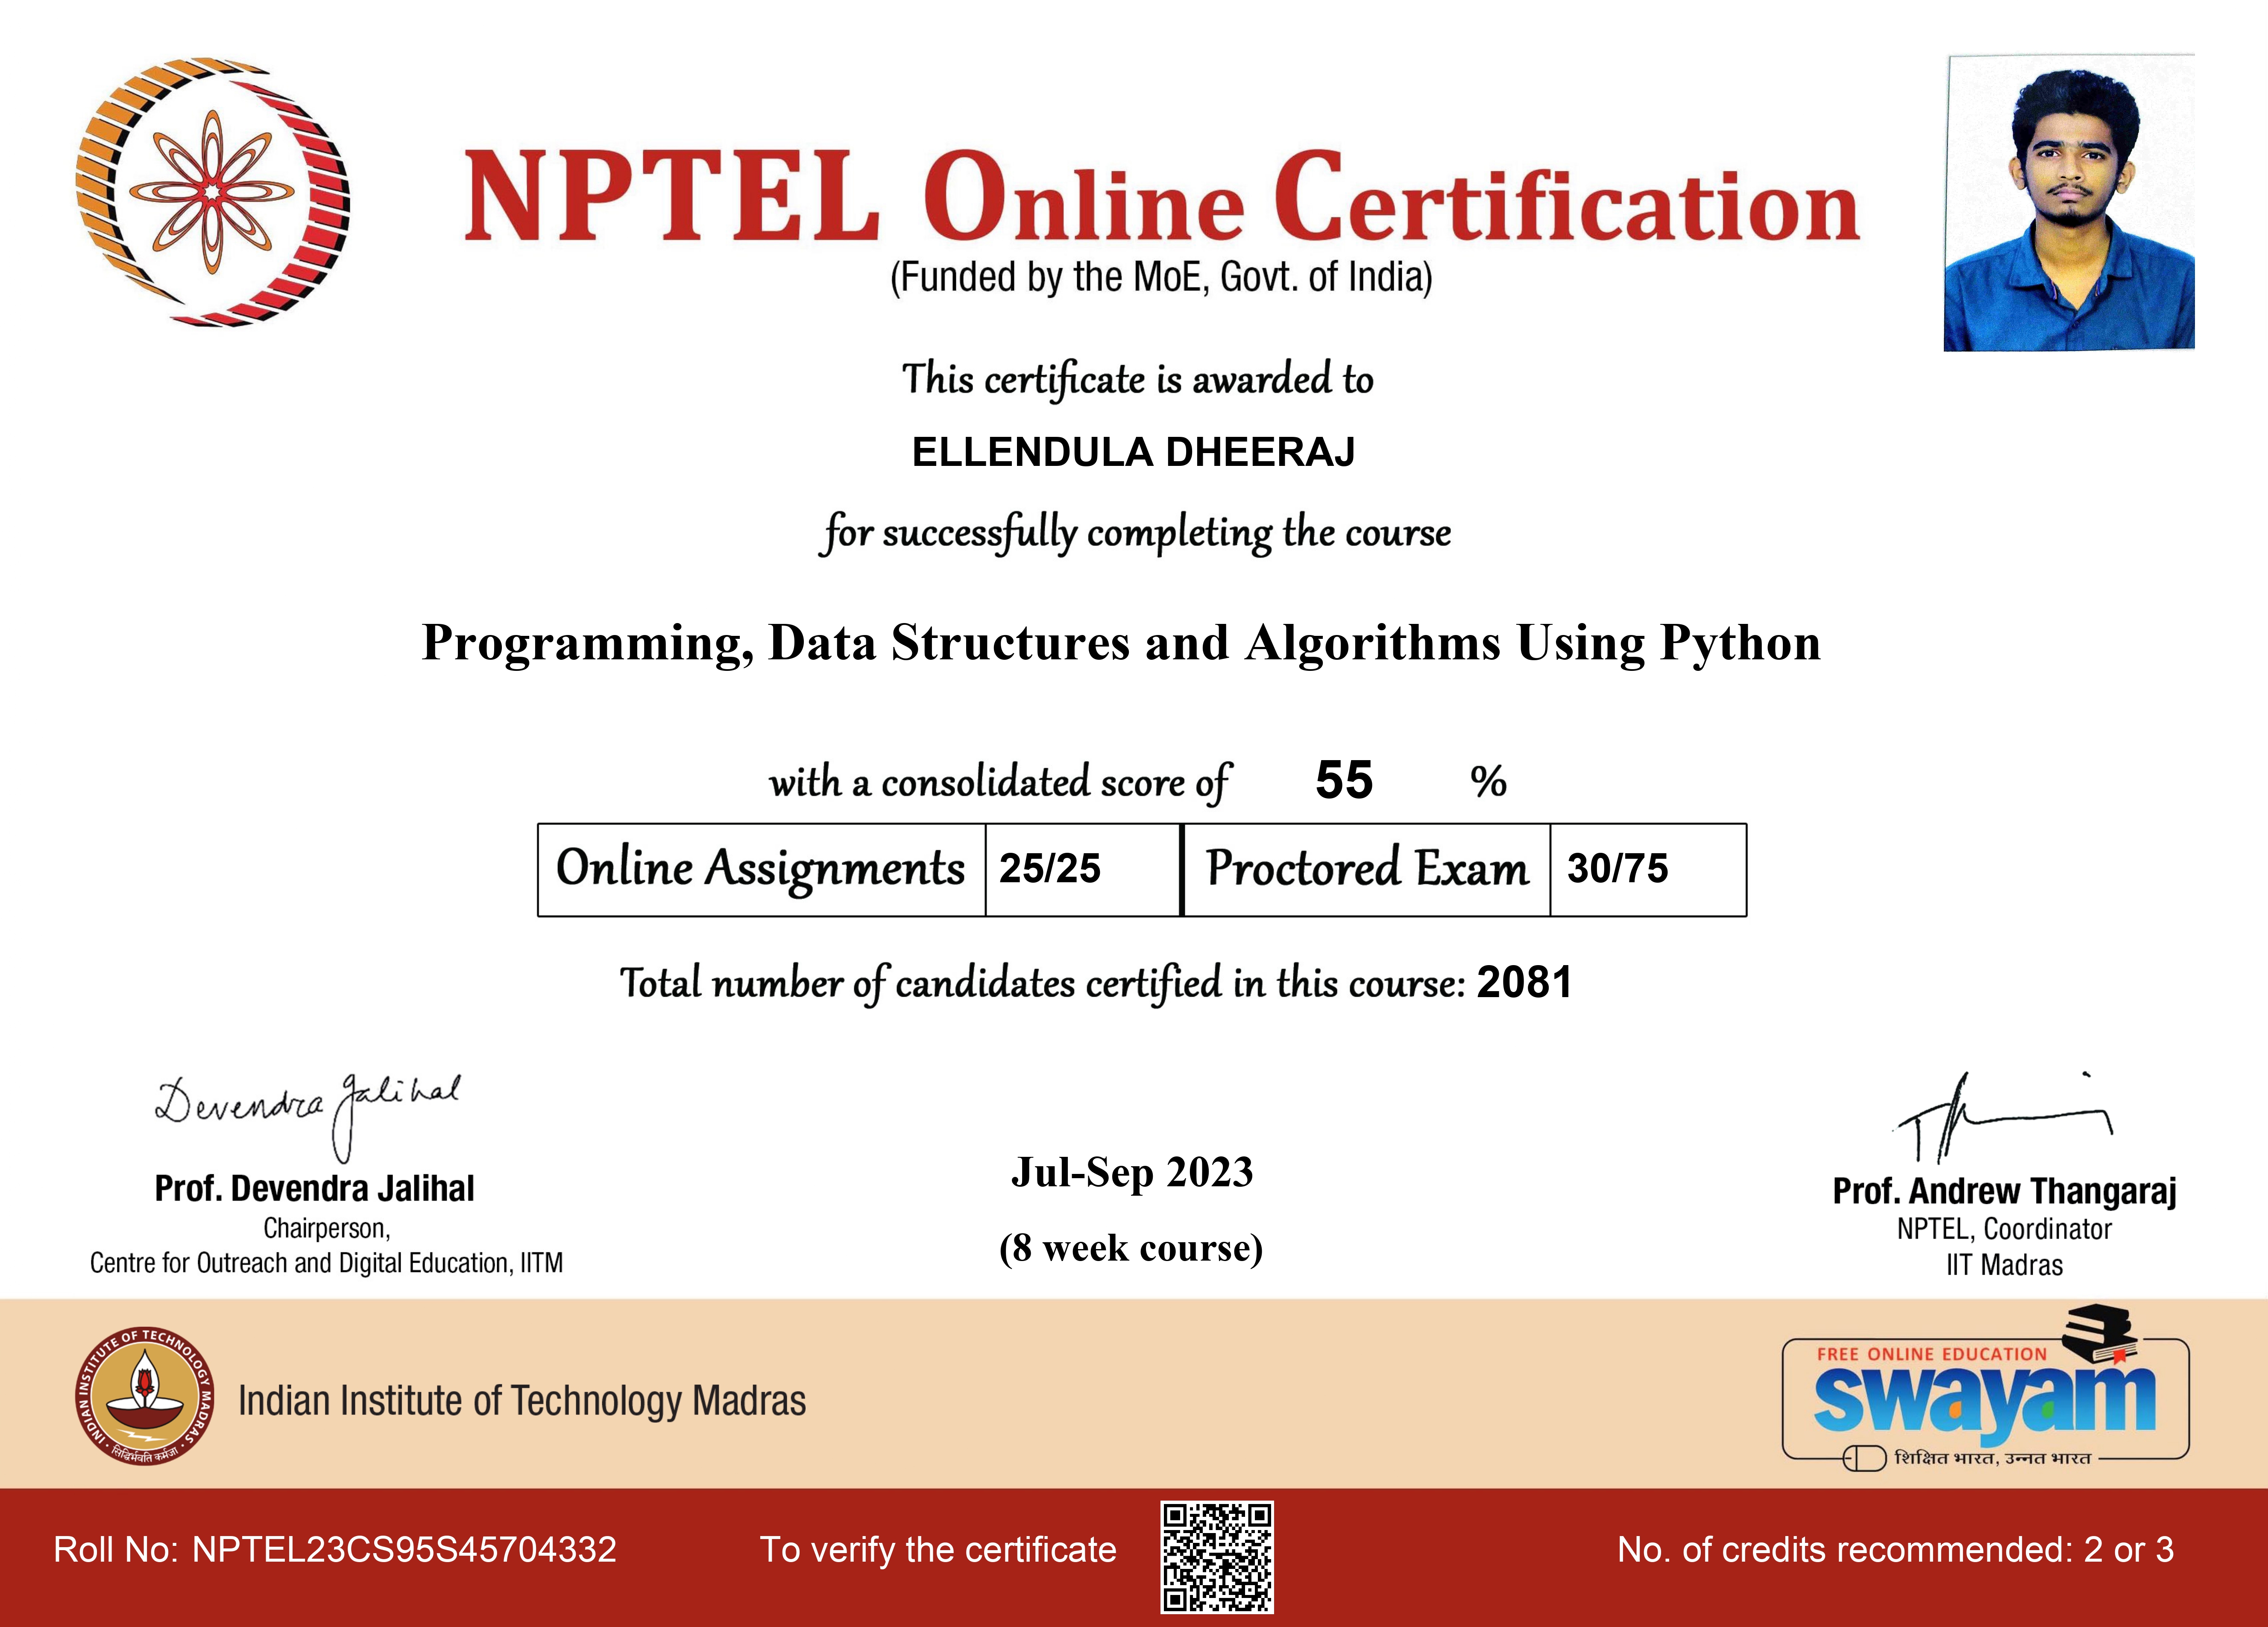 NPTEL Online Certification
(Funded by the MoE, Govt. of India)
This certificate is awarded to
ELLENDULA DHEERAJ
for successfully completing the course
Programming, Data Structures and Algorithms Using Python
with a consolidated score of 55 %
Online Assignments 25/25 Proctored Exam 30/75
Total number of candidates certified in this course: 2081
Devendra Jalihal
Prof. Devendra Jalihal
Chairperson,
Centre for Outreach and Digital Education, IITM
Jul-Sep 2023
(8 week course)
Prof. Andrew Thangaraj
NPTEL, Coordinator
IIT Madras
INDIAN INSTITUTE OF TECHNOLOGY MADRAS
सिद्धिर्भवति कर्मजा
Indian Institute of Technology Madras
FREE ONLINE EDUCATION
swayam
शिक्षित भारत, उन्नत भारत
Roll No: NPTEL23CS95S45704332
To verify the certificate
No. of credits recommended: 2 or 3